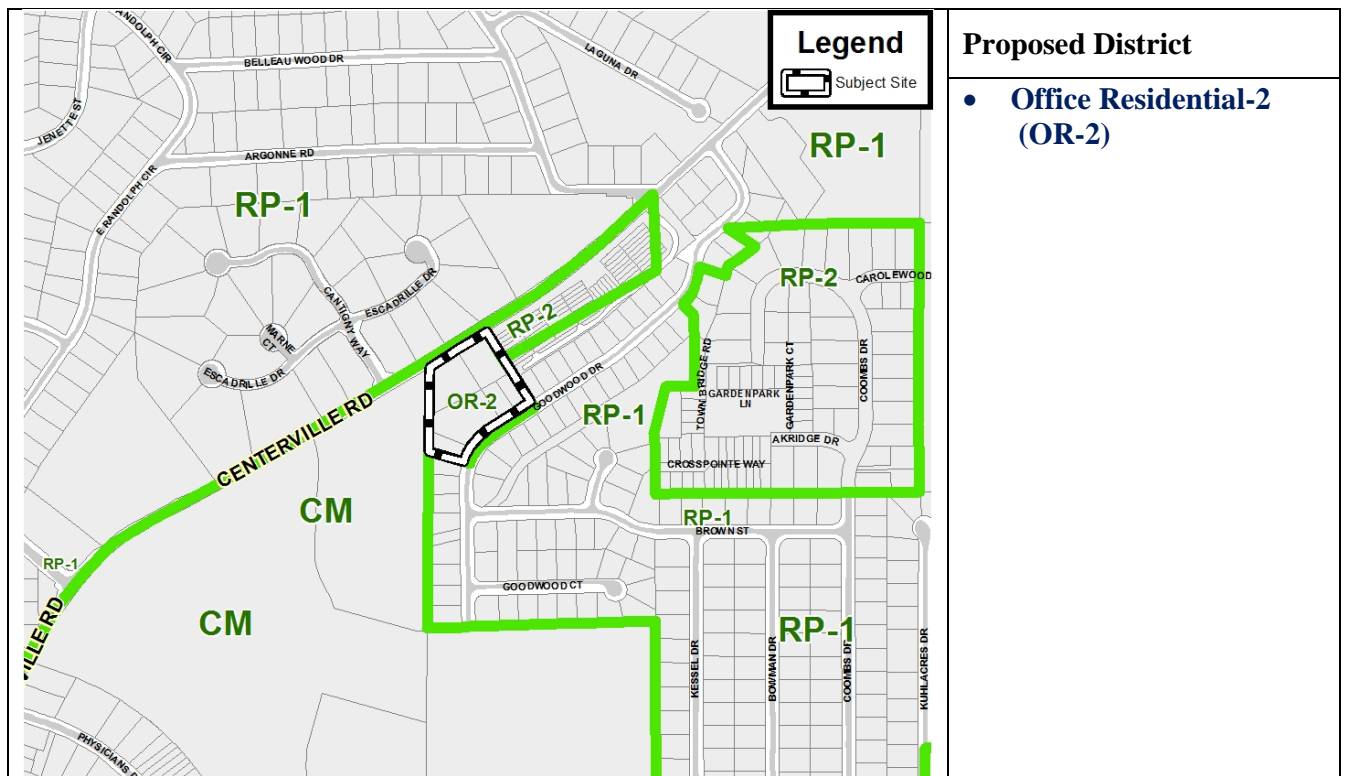 RANDOLPH CIR
BELLEAU WOOD DR
LAGUNA DR
Legend
Subject Site
Proposed District
• Office Residential-2
(OR-2)
JENETTE ST
ARGONNE RD
RP-1
E RANDOLPH CIR
RP-1
ESCADRILLE DR
CANTIGNY WAY
MARNE
CT
ESCADRILLE DR
RP-2
RP-2
CAROLEWOOD
TOWN BRIDGE RD
GARDENPARK
LN
GARDENPARK CT
COOMBS DR
OR-2
GOODWOOD DR
RP-1
AKRIDGE DR
CROSSPOINTE WAY
CENTERVILLE RD
CM
RP-1
BROWN ST
RP-1
GOODWOOD CT
CM
VILLE RD
RP-1
KESSEL DR
BOWMAN DR
COOMBS DR
KUHLACRES DR
PHYSICIANS D